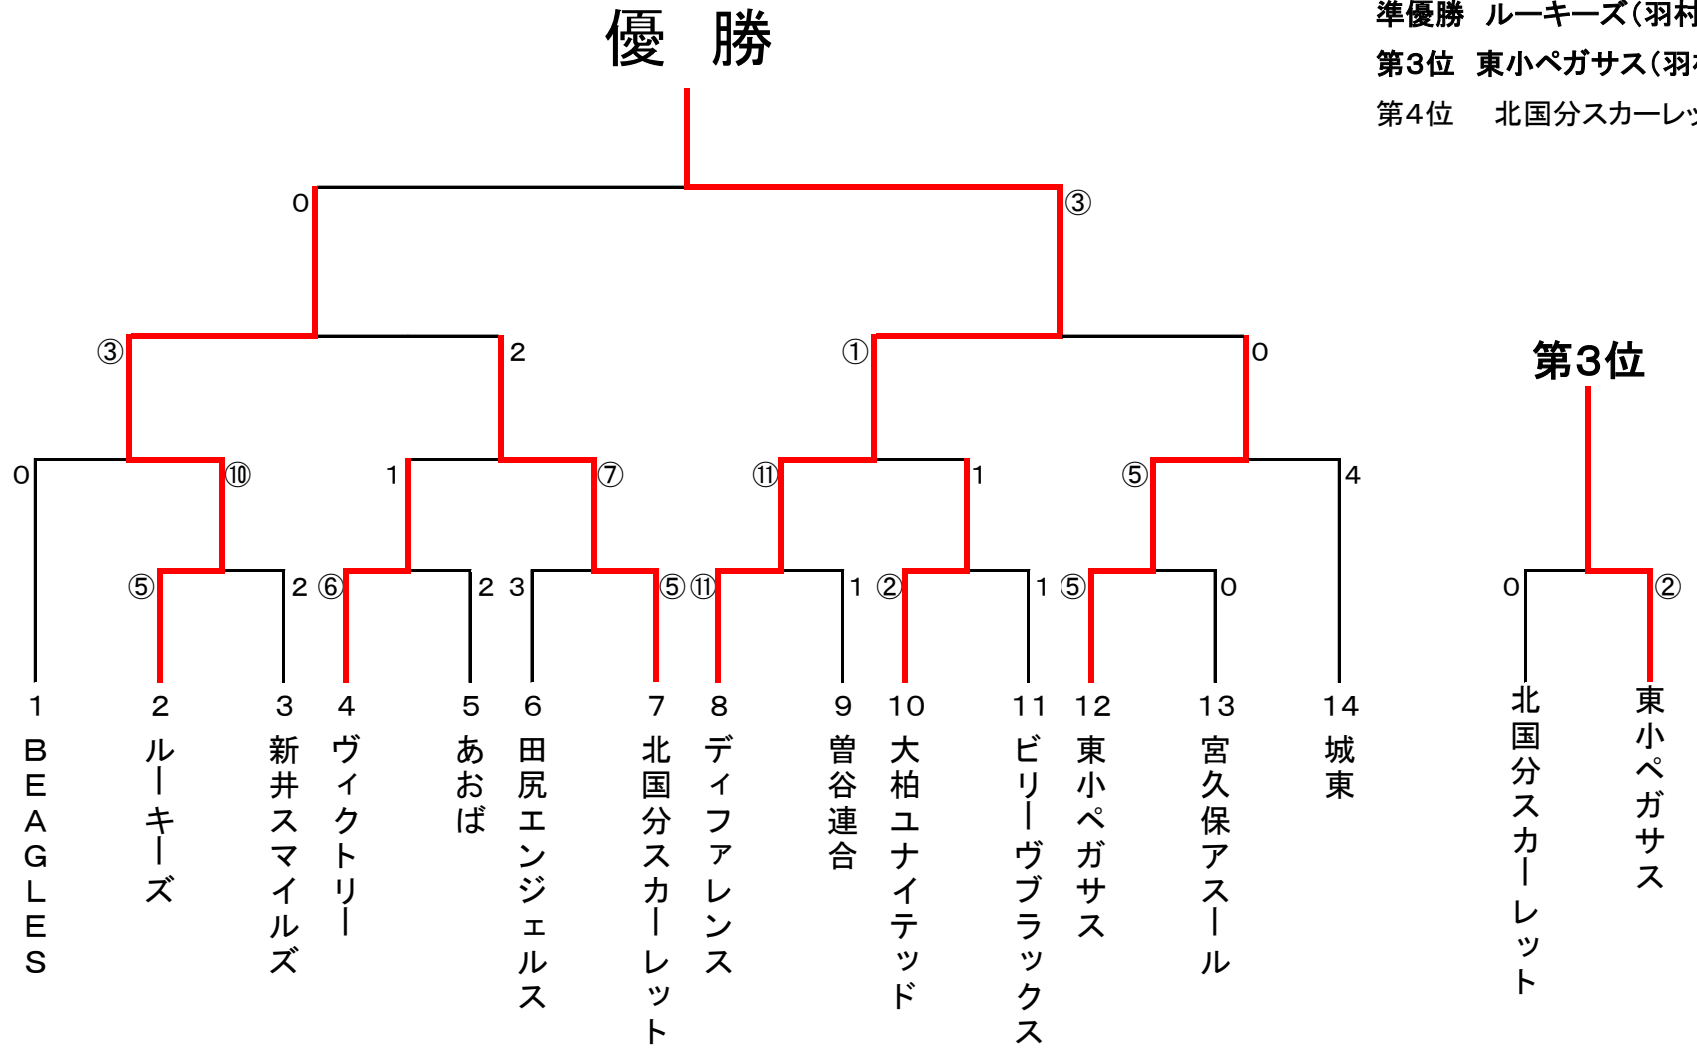 優　勝
準優勝　ルーキーズ（羽村
第３位　東小ペガサス（羽
第４位　北国分スカーレッ
0
③
③
2
①
0
第３位
0
⑩
1
⑦
⑪
1
⑤
4
⑤
2
⑥
2
3
⑤
⑪
1
②
1
⑤
0
0
②
1
2
3
4
5
6
7
8
9
10
11
12
13
14
ＢＥＡＧＬＥＳ
ルーキーズ
新井スマイルズ
ヴィクトリー
あおば
田尻エンジェルス
北国分スカーレット
ディファレンス
曽谷連合
大柏ユナイテッド
ビリーヴブラックス
東小ペガサス
宮久保アスール
城東
北国分スカーレット
東小ペガサス